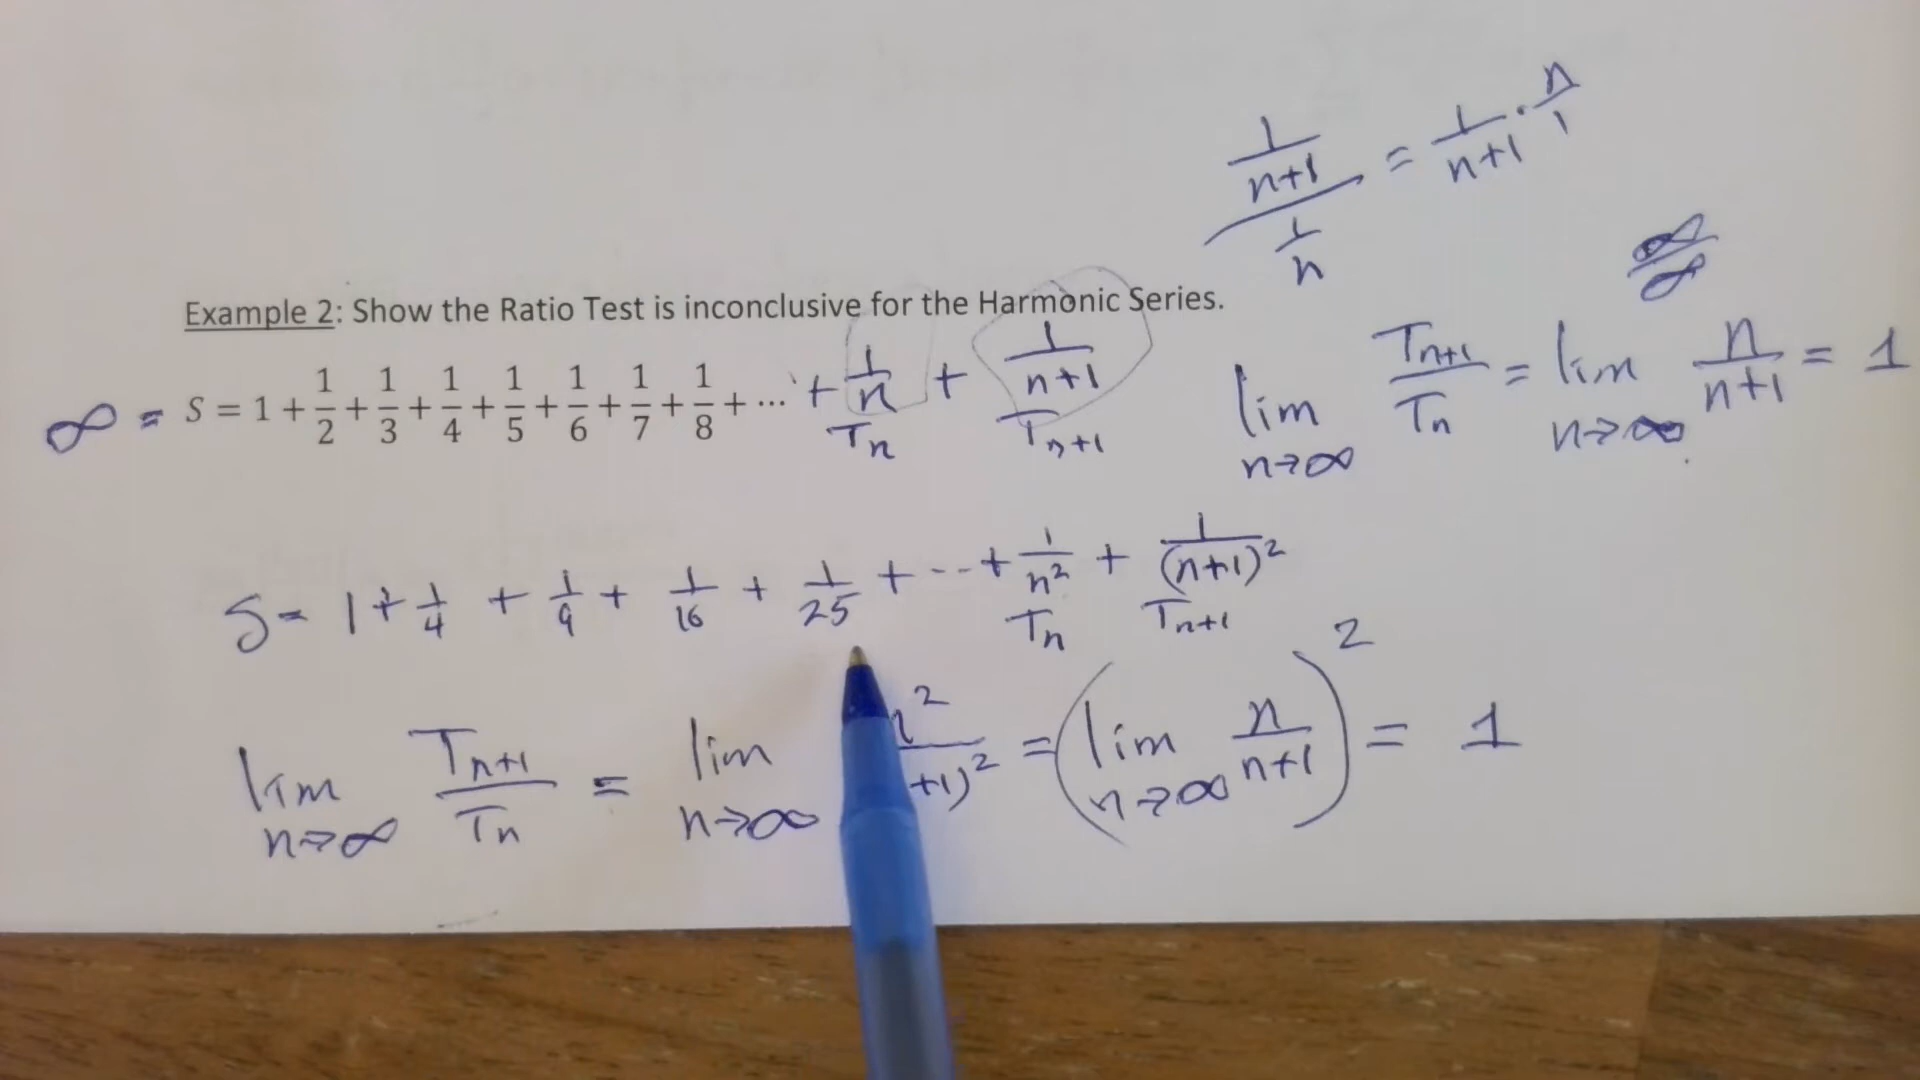 1/(n+1) / 1/n = 1/(n+1) · n/1
∞/∞
Example 2: Show the Ratio Test is inconclusive for the Harmonic Series.
∞ = S = 1 + 1/2 + 1/3 + 1/4 + 1/5 + 1/6 + 1/7 + 1/8 + ... + 1/n + 1/(n+1)
Tn Tn+1
lim n→∞ Tn+1/Tn = lim n→∞ n/(n+1) = 1
S = 1 + 1/4 + 1/9 + 1/16 + 1/25 + ... + 1/n² + 1/(n+1)²
Tn Tn+1
lim n→∞ Tn+1/Tn = lim n→∞ ²/+1)² = (lim n→∞ n/(n+1))² = 1